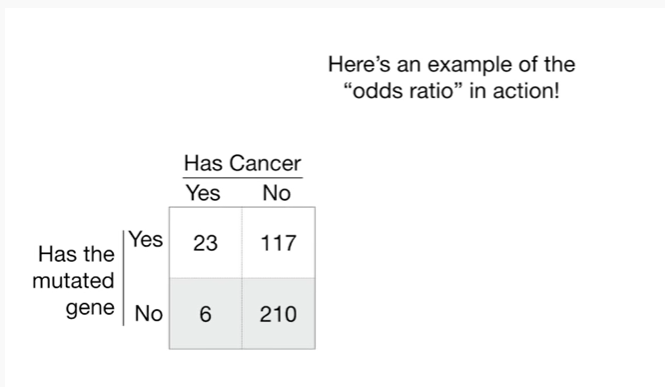 Here's an example of the
“odds ratio” in action!
Has Cancer
Yes No
Has the
mutated
gene
Yes 23 117
No 6 210